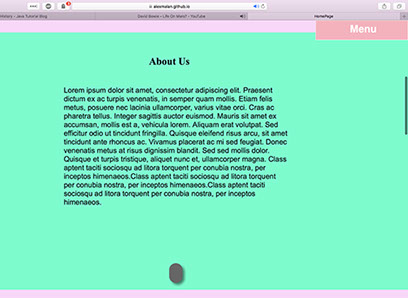 alexmalan.github.io
History - Java Tutorial Blog
David Bowie - Life On Mars? - YouTube
HomePage
Menu
About Us
Lorem ipsum dolor sit amet, consectetur adipiscing elit. Praesent
dictum ex ac turpis venenatis, in semper quam mollis. Etiam felis
metus, posuere nec lacinia ullamcorper, varius vitae orci. Cras ac
pharetra tellus. Integer sagittis auctor euismod. Mauris sit amet ex
accumsan, mollis est a, vehicula lorem. Aliquam erat volutpat. Sed
efficitur odio ut tincidunt fringilla. Quisque eleifend risus arcu, sit amet
tincidunt ante rhoncus ac. Vivamus placerat ac mi sed feugiat. Donec
venenatis metus at risus dignissim blandit. Sed sed mollis dolor.
Quisque et turpis tristique, aliquet nunc et, ullamcorper magna. Class
aptent taciti sociosqu ad litora torquent per conubia nostra, per
inceptos himenaeos.Class aptent taciti sociosqu ad litora torquent
per conubia nostra, per inceptos himenaeos.Class aptent taciti
sociosqu ad litora torquent per conubia nostra, per inceptos
himenaeos.